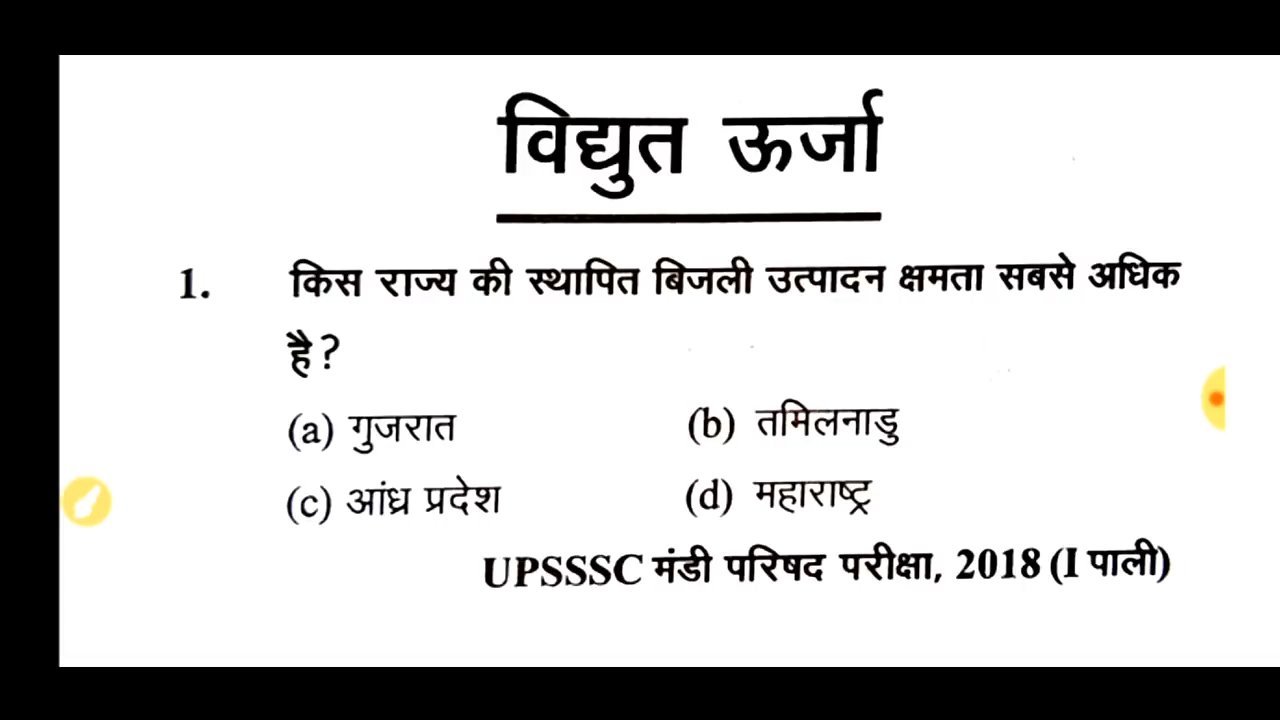 विद्युत ऊर्जा
1. किस राज्य की स्थापित बिजली उत्पादन क्षमता सबसे अधिक
है?
(a) गुजरात (b) तमिलनाडु
(c) आंध्र प्रदेश (d) महाराष्ट्र
UPSSSC मंडी परिषद परीक्षा, 2018 (I पाली)